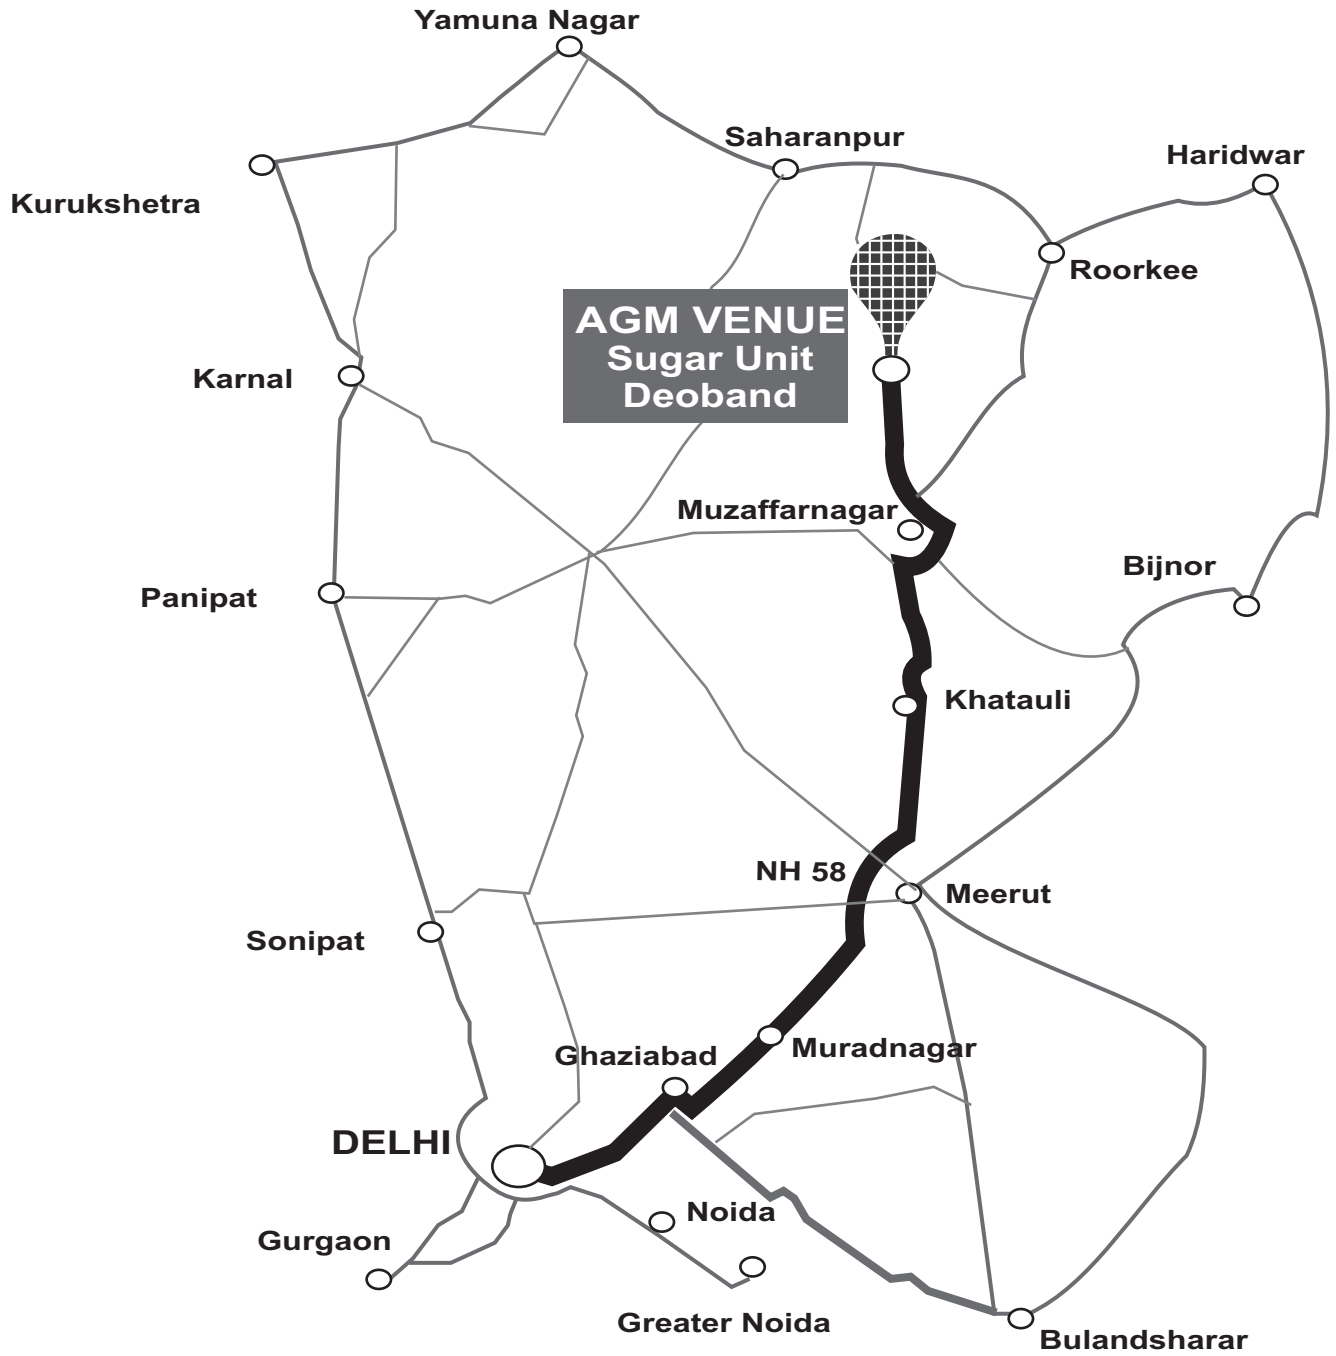 Yamuna Nagar
Saharanpur
Haridwar
Kurukshetra
Roorkee
AGM VENUE
Sugar Unit
Deoband
Karnal
Muzaffarnagar
Bijnor
Panipat
Khatauli
NH 58
Meerut
Sonipat
Muradnagar
Ghaziabad
DELHI
Noida
Gurgaon
Greater Noida
Bulandsharar